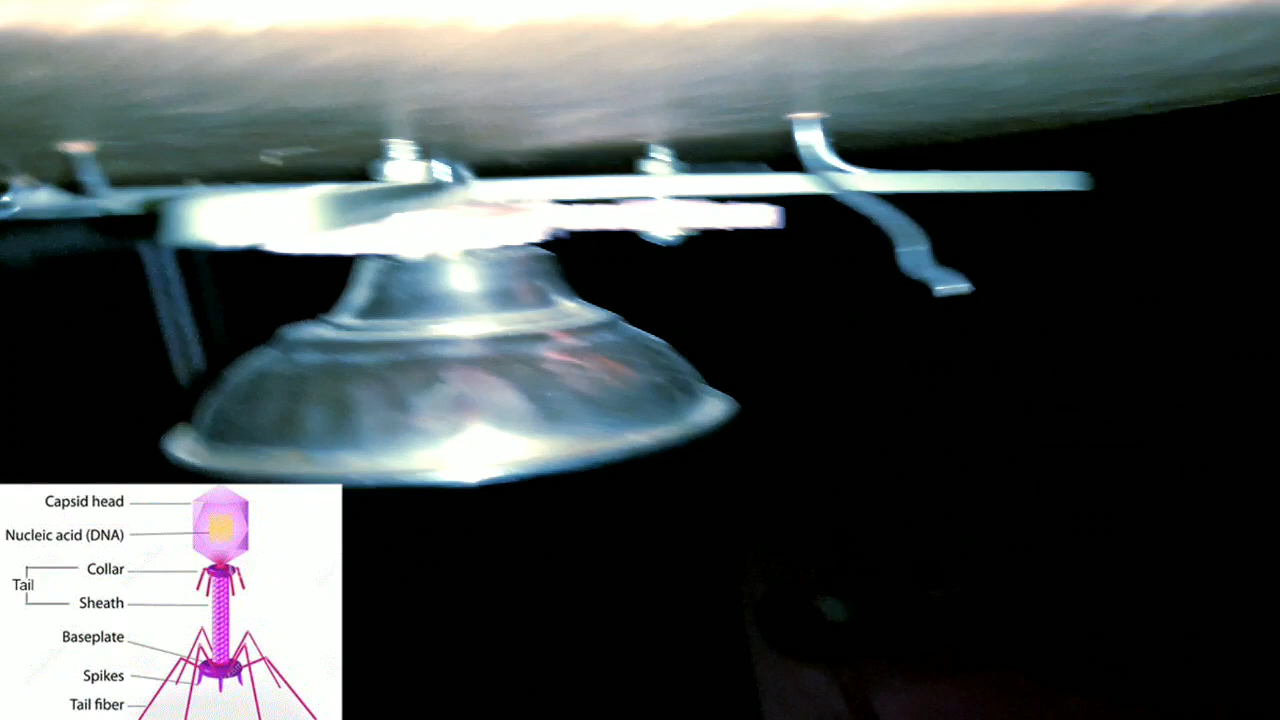 Capsid head
Nucleic acid (DNA)
Collar
Tail
Sheath
Baseplate
Spikes
Tail fiber